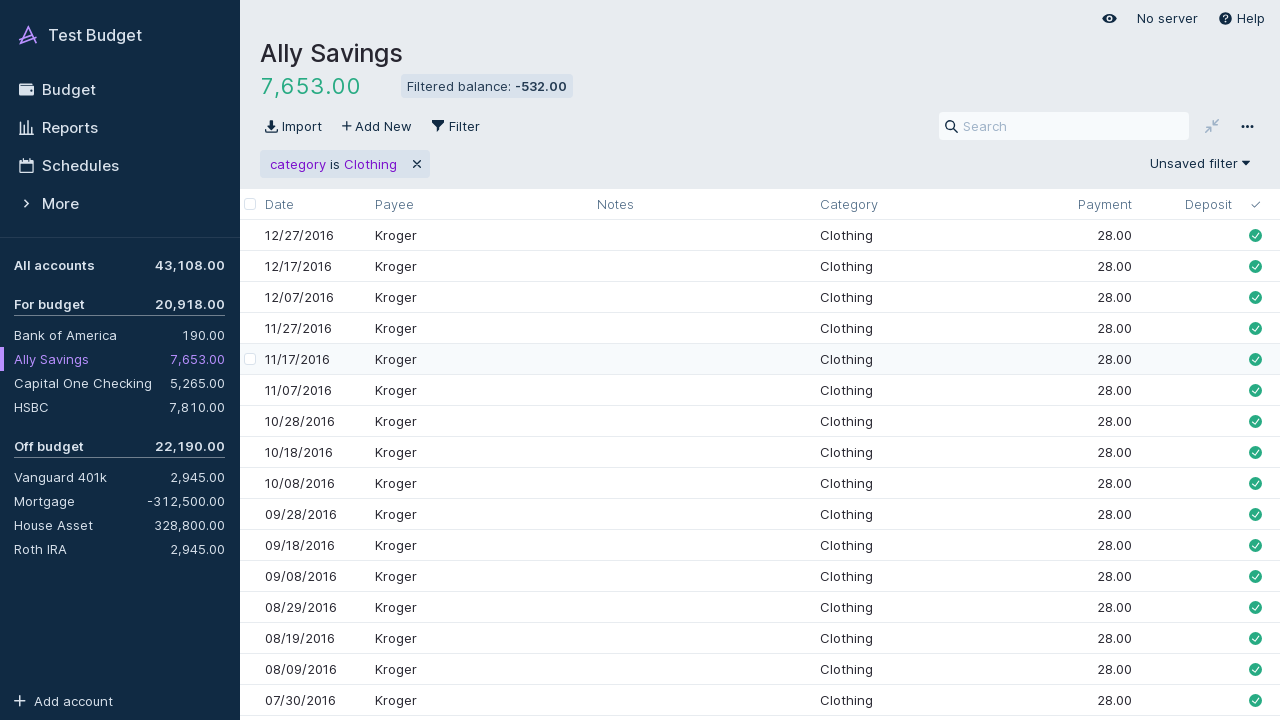 Test Budget
Budget
Reports
Schedules
More
All accounts 43,108.00
For budget 20,918.00
Bank of America 190.00
Ally Savings 7,653.00
Capital One Checking 5,265.00
HSBC 7,810.00
Off budget 22,190.00
Vanguard 401k 2,945.00
Mortgage -312,500.00
House Asset 328,800.00
Roth IRA 2,945.00
Add account
No server Help
Ally Savings
7,653.00 Filtered balance: -532.00
Import Add New Filter Search
category is Clothing Unsaved filter
Date Payee Notes Category Payment Deposit
12/27/2016 Kroger Clothing 28.00
12/17/2016 Kroger Clothing 28.00
12/07/2016 Kroger Clothing 28.00
11/27/2016 Kroger Clothing 28.00
11/17/2016 Kroger Clothing 28.00
11/07/2016 Kroger Clothing 28.00
10/28/2016 Kroger Clothing 28.00
10/18/2016 Kroger Clothing 28.00
10/08/2016 Kroger Clothing 28.00
09/28/2016 Kroger Clothing 28.00
09/18/2016 Kroger Clothing 28.00
09/08/2016 Kroger Clothing 28.00
08/29/2016 Kroger Clothing 28.00
08/19/2016 Kroger Clothing 28.00
08/09/2016 Kroger Clothing 28.00
07/30/2016 Kroger Clothing 28.00